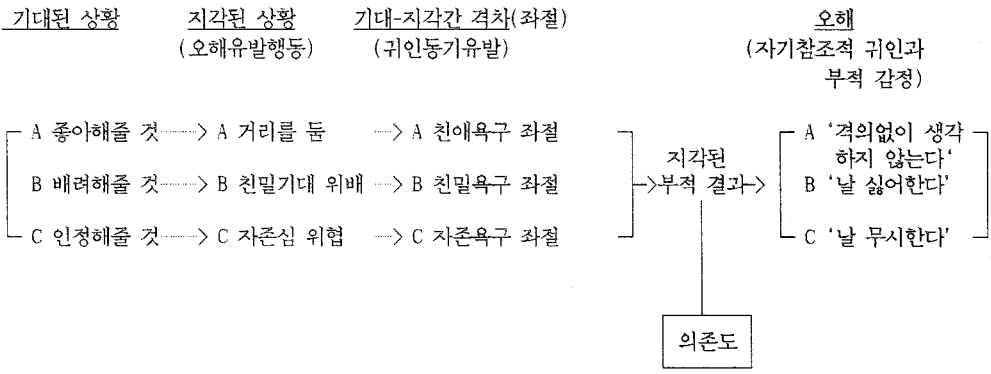 기대된 상황 지각된 상황 기대-지각간 격차(좌절) 오해
(오해유발행동) (귀인동기유발) (자기참조적 귀인과
부적 감정)
A 좋아해줄 것 A 거리를 둠 A 친애욕구 좌절 A '격의없이 생각
하지 않는다'
지각된
B 배려해줄 것 B 친밀기대 위배 B 친밀욕구 좌절 부적 결과 B '날 싫어한다'
C 인정해줄 것 C 자존심 위협 C 자존욕구 좌절 C '날 무시한다'
의존도